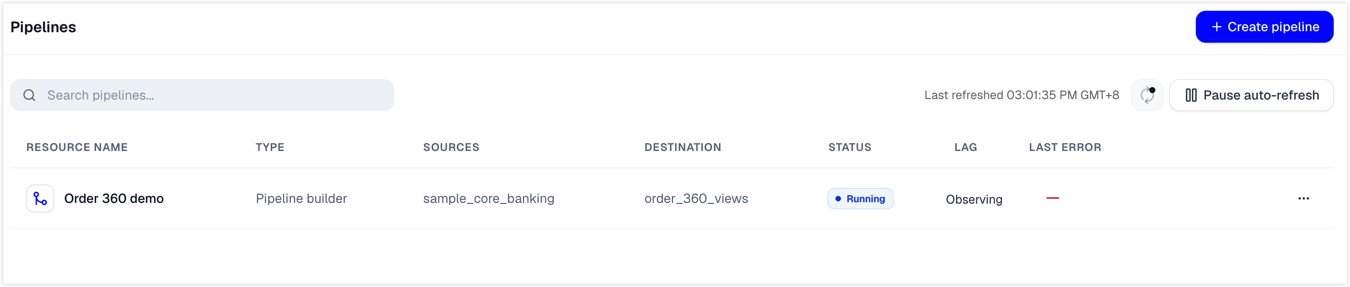 Pipelines
+ Create pipeline
Search pipelines...
Last refreshed 03:01:35 PM GMT+8
Pause auto-refresh
RESOURCE NAME TYPE SOURCES DESTINATION STATUS LAG LAST ERROR
Order 360 demo Pipeline builder sample_core_banking order_360_views Running Observing —